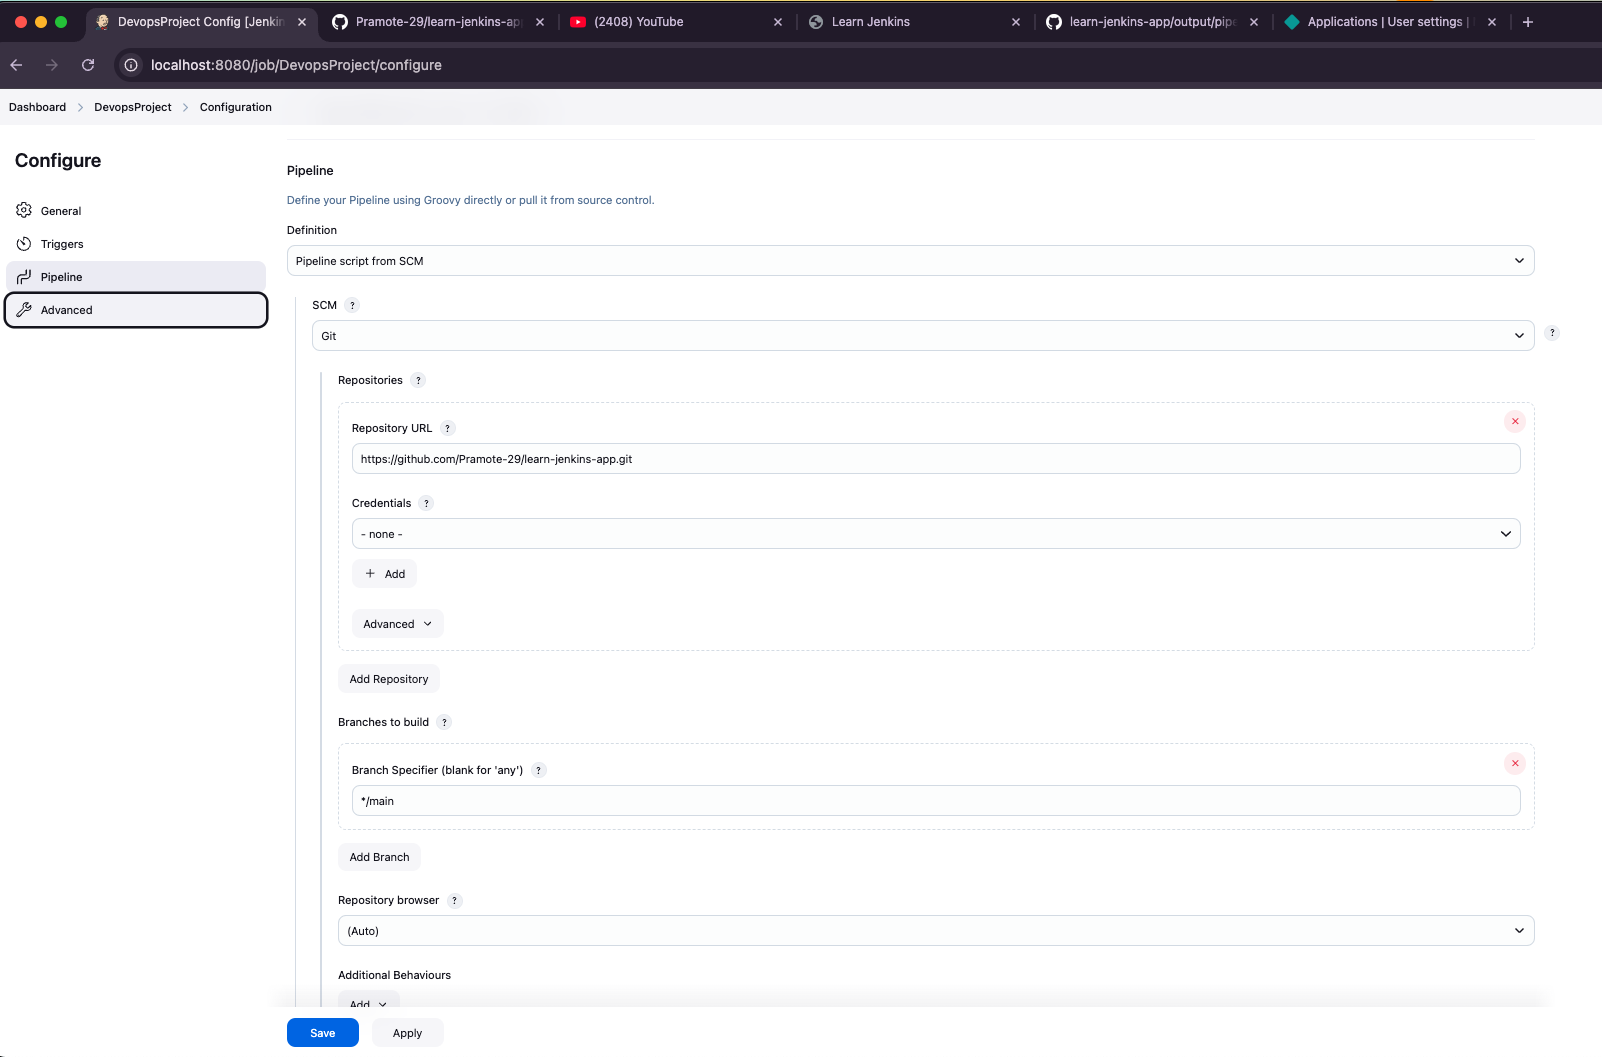 DevopsProject Config [Jenkin
Pramote-29/learn-jenkins-app
(2408) YouTube
Learn Jenkins
learn-jenkins-app/output/pipe
Applications | User settings |
localhost:8080/job/DevopsProject/configure
Dashboard
DevopsProject
Configuration
Configure
General
Triggers
Pipeline
Advanced
Pipeline
Define your Pipeline using Groovy directly or pull it from source control.
Definition
Pipeline script from SCM
SCM ?
Git
?
Repositories ?
Repository URL ?
https://github.com/Pramote-29/learn-jenkins-app.git
Credentials ?
- none -
+ Add
Advanced
Add Repository
Branches to build ?
Branch Specifier (blank for 'any') ?
*/main
Add Branch
Repository browser ?
(Auto)
Additional Behaviours
Add
Save
Apply